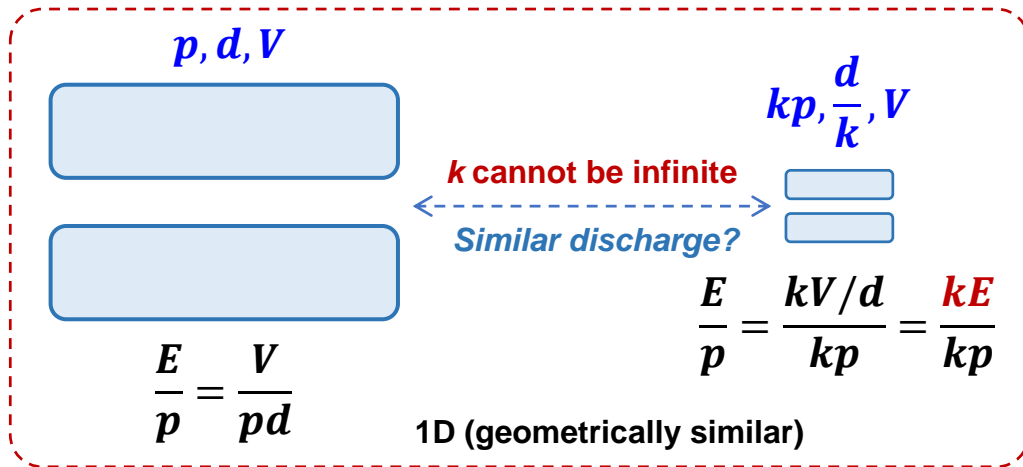 p, d, V
kp, d/k, V
k cannot be infinite
Similar discharge?
E/p = V/pd
E/p = kV/d/kp = kE/kp
1D (geometrically similar)